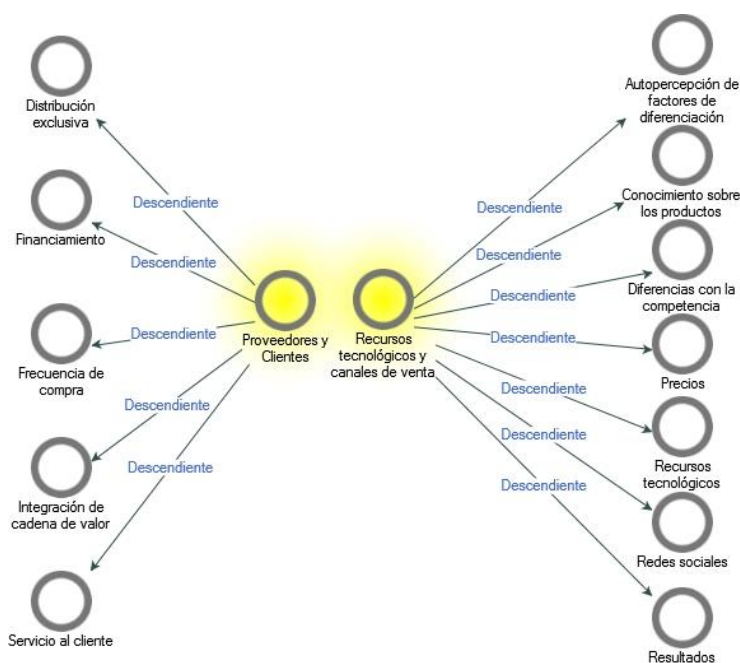 Distribución
exclusiva
Descendiente
Financiamiento
Descendiente
Frecuencia de
compra
Descendiente
Integración de
cadena de valor
Descendiente
Servicio al cliente
Descendiente
Proveedores y
Clientes
Recursos
tecnológicos y
canales de venta
Autopercepción de
factores de
diferenciación
Descendiente
Conocimiento sobre
los productos
Descendiente
Diferencias con la
competencia
Descendiente
Precios
Descendiente
Recursos
tecnológicos
Descendiente
Redes sociales
Descendiente
Resultados
Descendiente